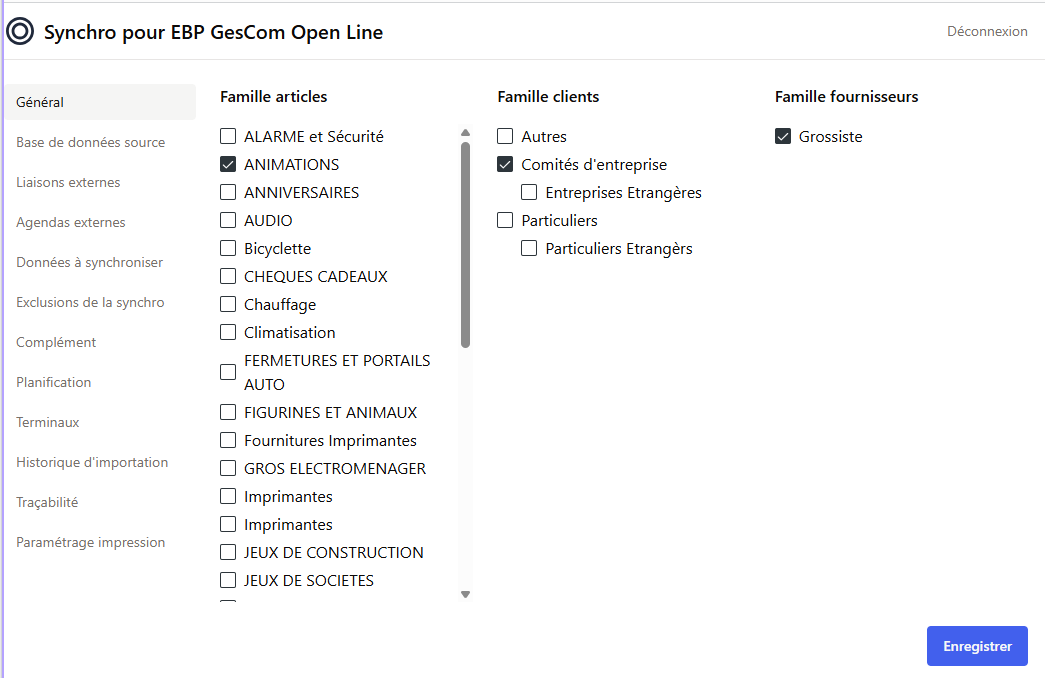 Synchro pour EBP GesCom Open Line
Déconnexion
Général
Base de données source
Liaisons externes
Agendas externes
Données à synchroniser
Exclusions de la synchro
Complément
Planification
Terminaux
Historique d'importation
Traçabilité
Paramétrage impression
Famille articles
ALARME et Sécurité
ANIMATIONS
ANNIVERSAIRES
AUDIO
Bicyclette
CHEQUES CADEAUX
Chauffage
Climatisation
FERMETURES ET PORTAILS
AUTO
FIGURINES ET ANIMAUX
Fournitures Imprimantes
GROS ELECTROMENAGER
Imprimantes
Imprimantes
JEUX DE CONSTRUCTION
JEUX DE SOCIETES
Famille clients
Autres
Comités d'entreprise
Entreprises Etrangères
Particuliers
Particuliers Etrangèrs
Famille fournisseurs
Grossiste
Enregistrer